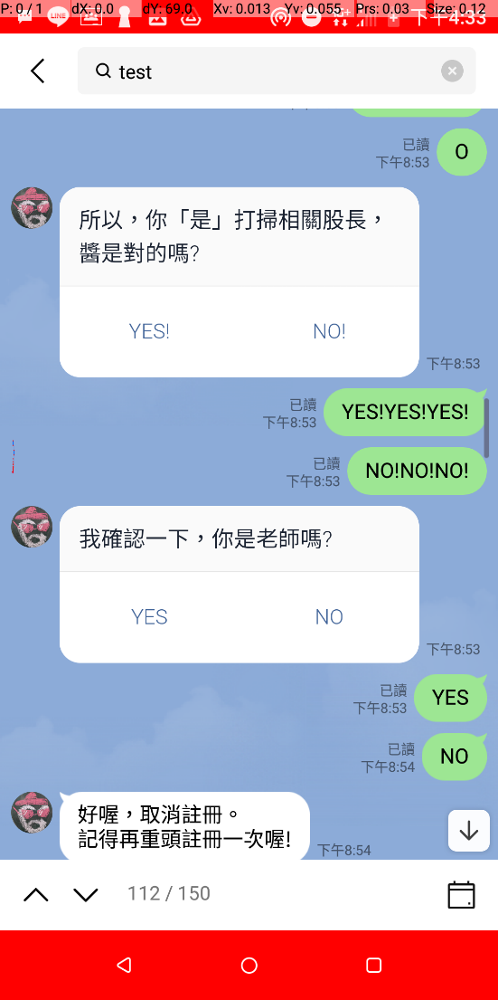 P: 0 / 1 dX: 0.0 dY: 69.0 Xv: 0.013 Yv: 0.055 Prs: 0.03 Size: 0.12
LINE 下午4:33
test
已讀
下午8:53
O
所以，你「是」打掃相關股長，
醬是對的嗎?
YES! NO!
下午8:53
已讀
下午8:53
YES!YES!YES!
已讀
下午8:53
NO!NO!NO!
我確認一下，你是老師嗎?
YES NO
下午8:53
已讀
下午8:53
YES
已讀
下午8:54
NO
好喔，取消註冊。
記得再重頭註冊一次喔!
下午8:54
112 / 150